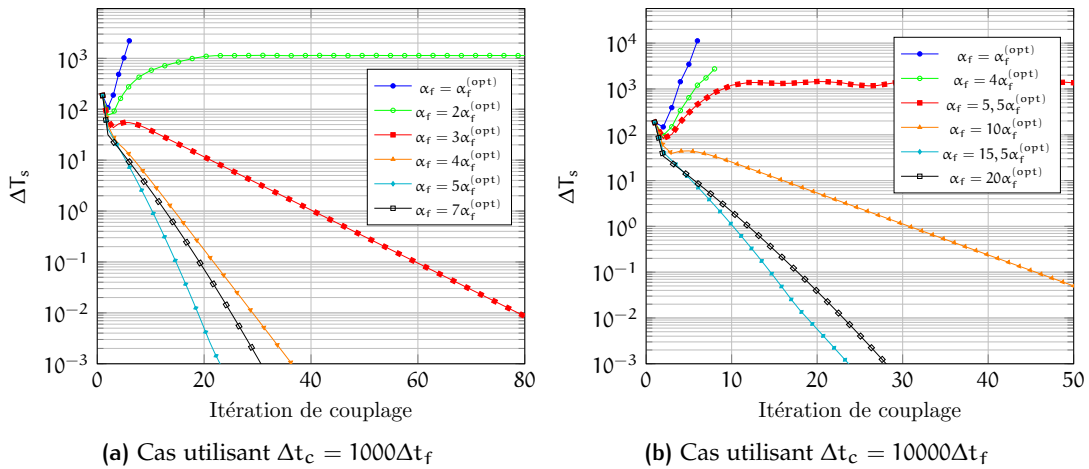 10^3
10^2
10^1
10^0
10^{-1}
10^{-2}
10^{-3}
ΔT_s
0 20 40 60 80
Itération de couplage
α_f = α_f^{(opt)}
α_f = 2α_f^{(opt)}
α_f = 3α_f^{(opt)}
α_f = 4α_f^{(opt)}
α_f = 5α_f^{(opt)}
α_f = 7α_f^{(opt)}
(a) Cas utilisant Δt_c = 1000Δt_f
10^4
10^3
10^2
10^1
10^0
10^{-1}
10^{-2}
10^{-3}
ΔT_s
0 10 20 30 40 50
Itération de couplage
α_f = α_f^{(opt)}
α_f = 4α_f^{(opt)}
α_f = 5,5α_f^{(opt)}
α_f = 10α_f^{(opt)}
α_f = 15,5α_f^{(opt)}
α_f = 20α_f^{(opt)}
(b) Cas utilisant Δt_c = 10000Δt_f